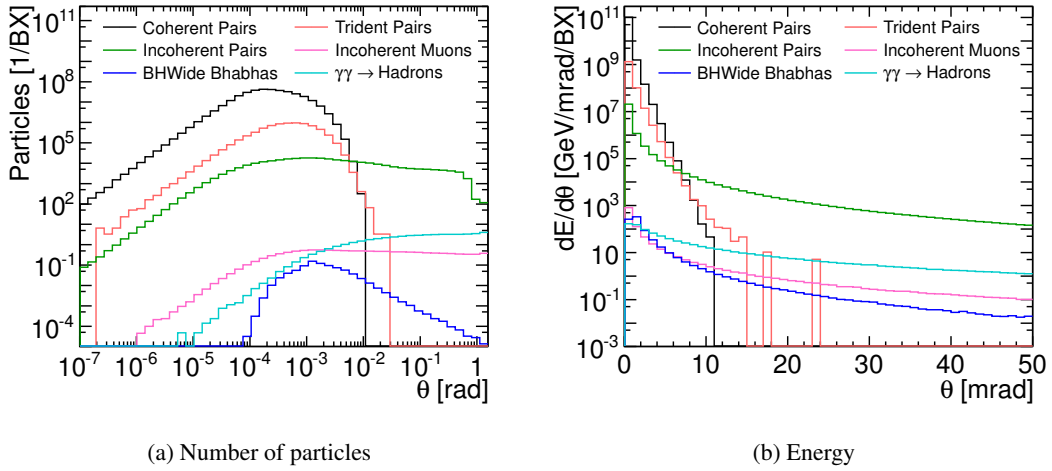 Particles [1/BX]
10^11
10^8
10^5
10^2
10^-1
10^-4
Coherent Pairs
Incoherent Pairs
BHWide Bhabhas
Trident Pairs
Incoherent Muons
γγ → Hadrons
10^-7 10^-6 10^-5 10^-4 10^-3 10^-2 10^-1 1
θ [rad]
(a) Number of particles
dE/dθ [GeV/mrad/BX]
10^11
10^9
10^7
10^5
10^3
10
10^-1
10^-3
Coherent Pairs
Incoherent Pairs
BHWide Bhabhas
Trident Pairs
Incoherent Muons
γγ → Hadrons
0 10 20 30 40 50
θ [mrad]
(b) Energy